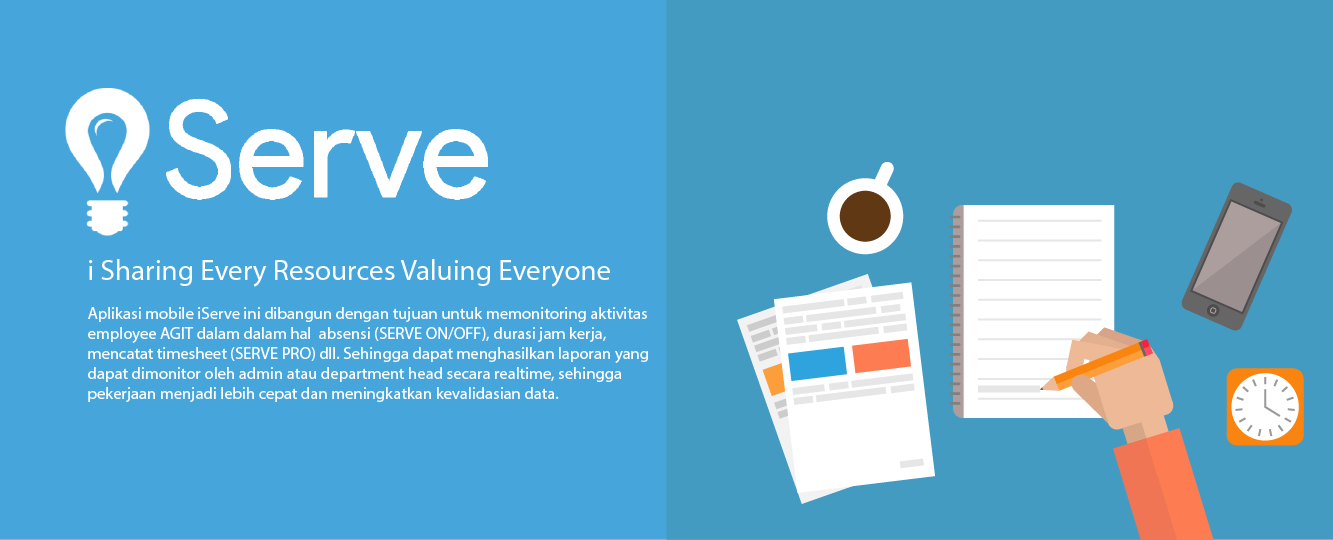 Serve
i Sharing Every Resources Valuing Everyone
Aplikasi mobile iServe ini dibangun dengan tujuan untuk memonitoring aktivitas
employee AGIT dalam dalam hal absensi (SERVE ON/OFF), durasi jam kerja,
mencatat timesheet (SERVE PRO) dll. Sehingga dapat menghasilkan laporan yang
dapat dimonitor oleh admin atau department head secara realtime, sehingga
pekerjaan menjadi lebih cepat dan meningkatkan kevalidasian data.